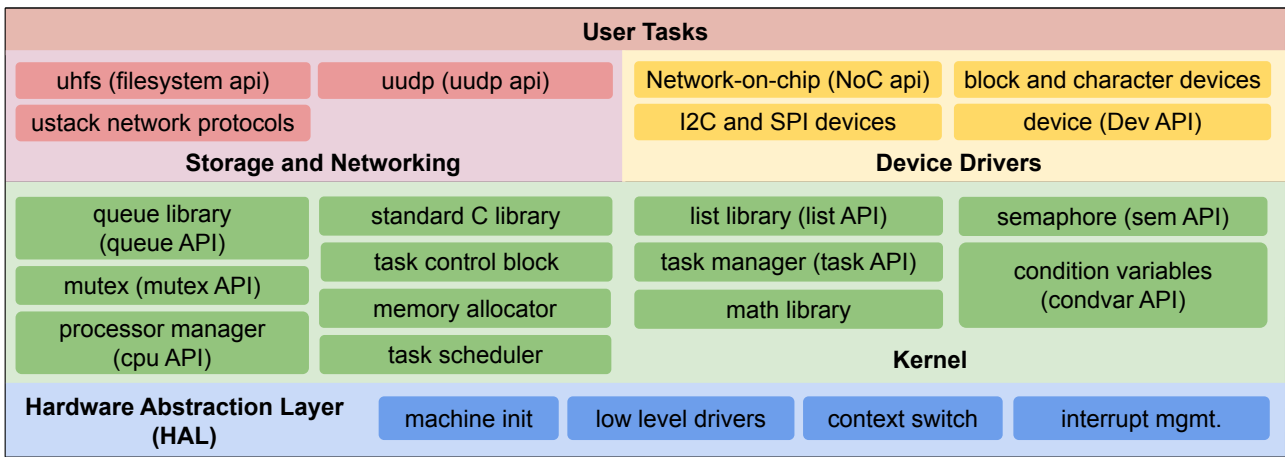 User Tasks
uhfs (filesystem api)
uudp (uudp api)
ustack network protocols
Storage and Networking
Network-on-chip (NoC api)
block and character devices
I2C and SPI devices
device (Dev API)
Device Drivers
queue library
(queue API)
mutex (mutex API)
processor manager
(cpu API)
standard C library
task control block
memory allocator
task scheduler
list library (list API)
task manager (task API)
math library
semaphore (sem API)
condition variables
(condvar API)
Kernel
Hardware Abstraction Layer
(HAL)
machine init
low level drivers
context switch
interrupt mgmt.